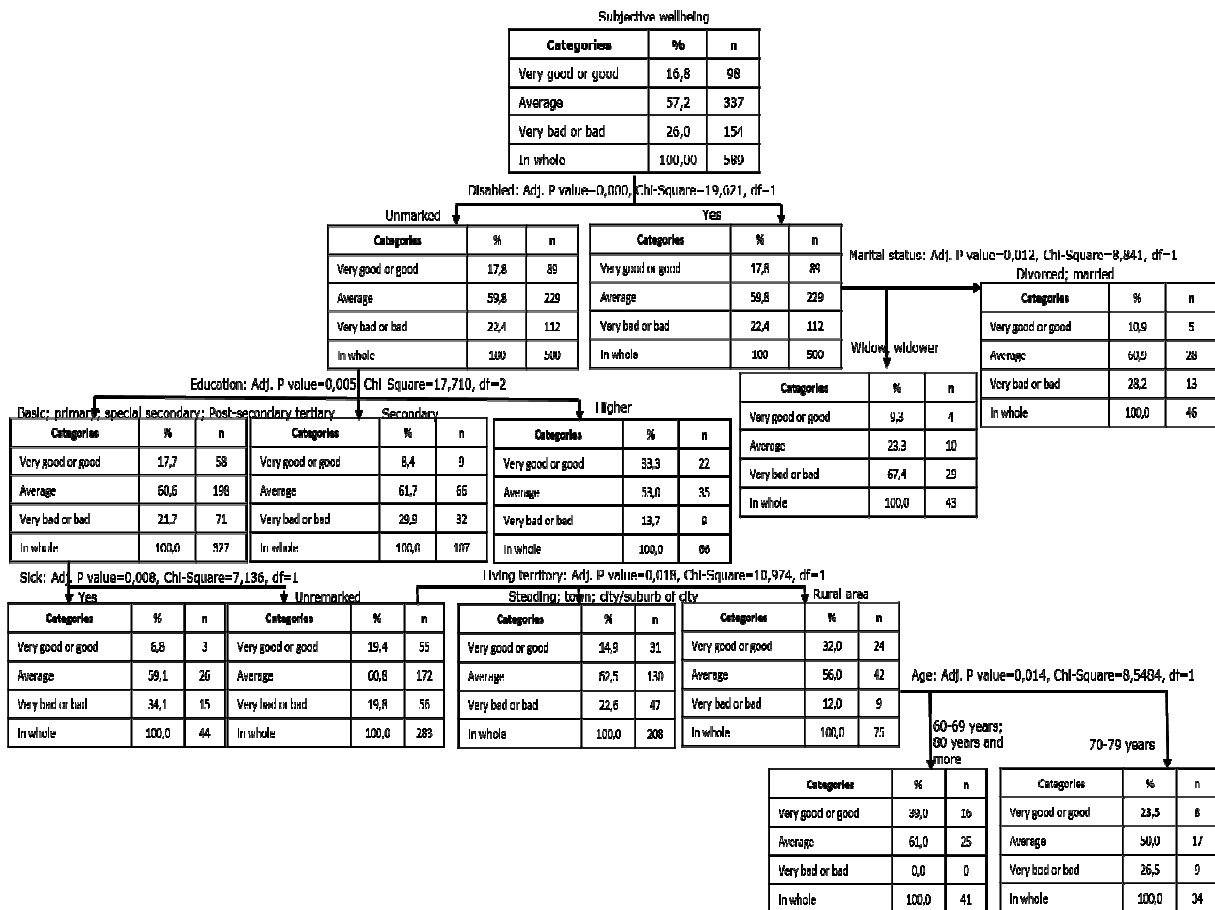 Subjective wellbeing
Categories % n
Very good or good 16,8 98
Average 57,2 337
Very bad or bad 26,0 154
In whole 100,00 589
Disabled: Adj. P value=0,000, Chi-Square=19,621, df=1
Unmarked
Categories % n
Very good or good 17,8 89
Average 59,8 229
Very bad or bad 22,4 112
In whole 100 500
Yes
Categories % n
Very good or good 17,8 89
Average 59,8 229
Very bad or bad 22,4 112
In whole 100 500
Marital status: Adj. P value=0,012, Chi-Square=8,841, df=1
Divorced; married
Categories % n
Very good or good 10,9 5
Average 60,9 28
Very bad or bad 28,2 13
In whole 100,0 46
Widow, widower
Categories % n
Very good or good 9,3 4
Average 23,3 10
Very bad or bad 67,4 29
In whole 100,0 43
Education: Adj. P value=0,005, Chi Square=17,710, df=2
Basic; primary; special secondary; Post-secondary tertiary
Categories % n
Very good or good 17,7 58
Average 60,6 198
Very bad or bad 21,7 71
In whole 100,0 327
Secondary
Categories % n
Very good or good 8,4 9
Average 61,7 66
Very bad or bad 29,9 32
In whole 100,0 107
Higher
Categories % n
Very good or good 33,3 22
Average 53,0 35
Very bad or bad 13,7 9
In whole 100,0 66
Sick: Adj. P value=0,008, Chi-Square=7,136, df=1
Yes
Categories % n
Very good or good 6,8 3
Average 59,1 26
Very bad or bad 34,1 15
In whole 100,0 44
Unremarked
Categories % n
Very good or good 19,4 55
Average 60,8 172
Very bad or bad 19,8 56
In whole 100,0 283
Living territory: Adj. P value=0,018, Chi-Square=10,974, df=1
Steading; town; city/suburb of city
Categories % n
Very good or good 14,9 31
Average 62,5 130
Very bad or bad 22,6 47
In whole 100,0 208
Rural area
Categories % n
Very good or good 32,0 24
Average 56,0 42
Very bad or bad 12,0 9
In whole 100,0 75
Age: Adj. P value=0,014, Chi-Square=8,5484, df=1
60-69 years;
80 years and
more
Categories % n
Very good or good 39,0 16
Average 61,0 25
Very bad or bad 0,0 0
In whole 100,0 41
70-79 years
Categories % n
Very good or good 23,5 8
Average 50,0 17
Very bad or bad 26,5 9
In whole 100,0 34